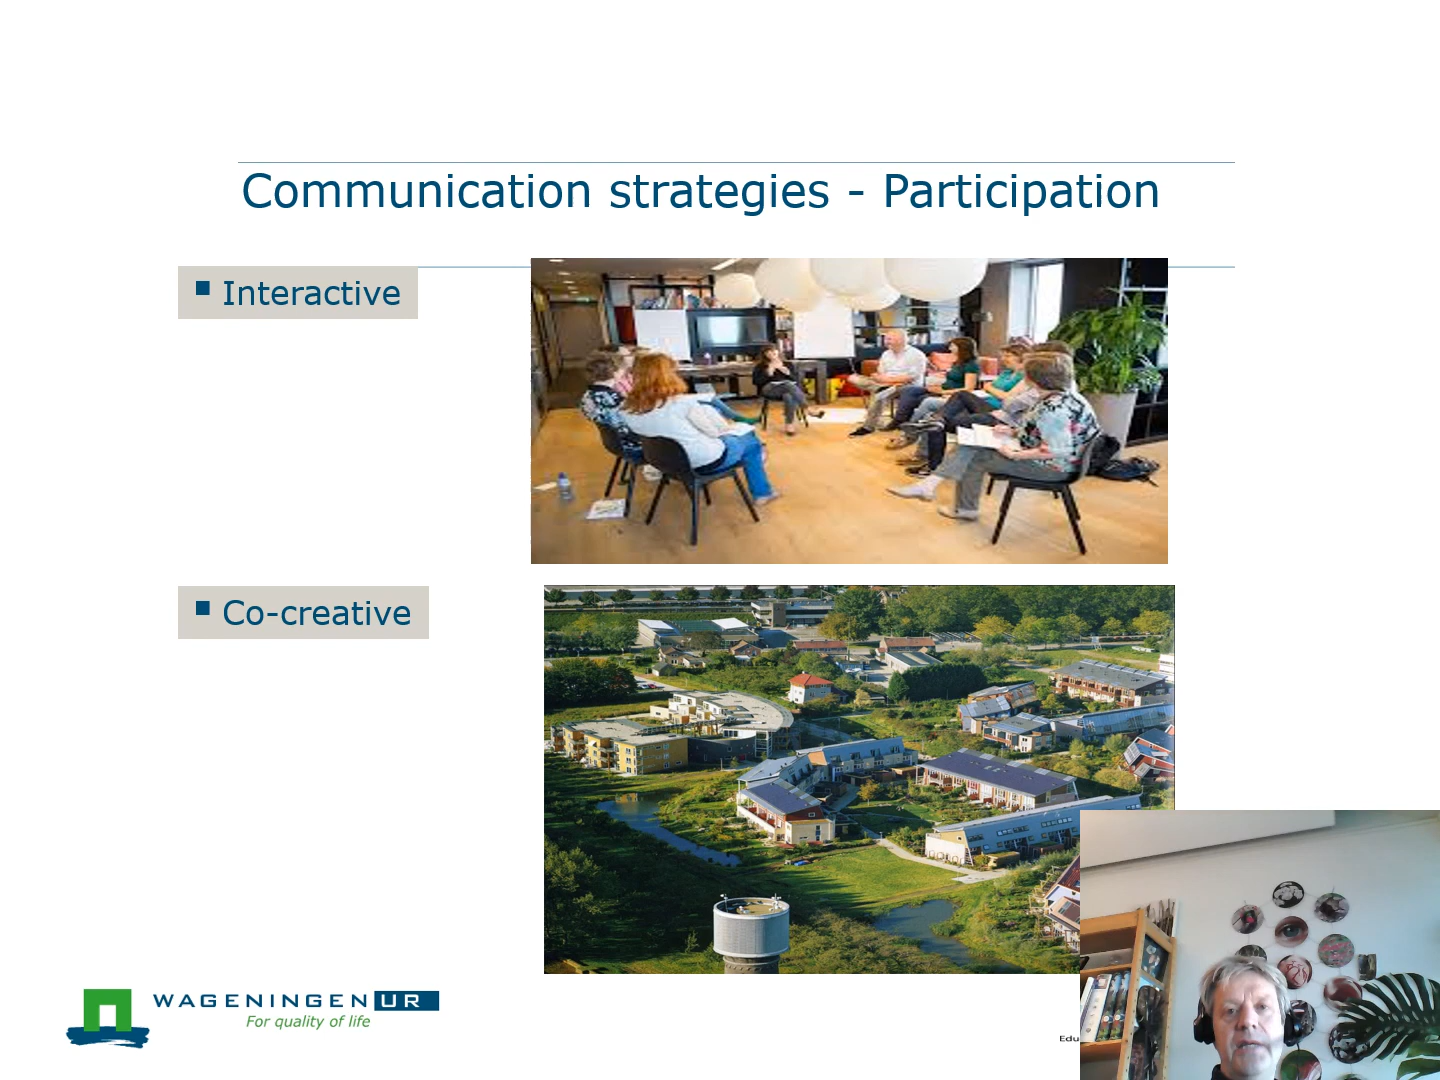 Communication strategies - Participation
Interactive
Co-creative
WAGENINGEN UR
For quality of life